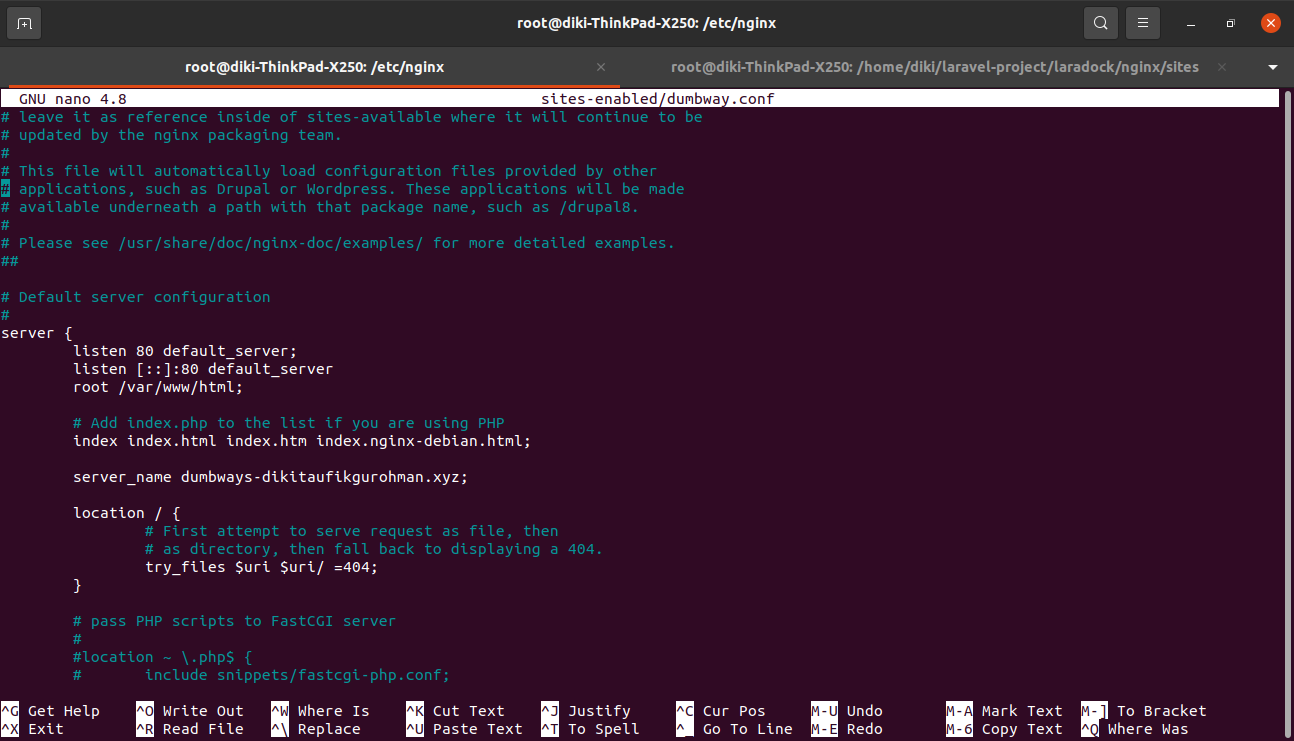 root@diki-ThinkPad-X250: /etc/nginx
root@diki-ThinkPad-X250: /etc/nginx
root@diki-ThinkPad-X250: /home/diki/laravel-project/laradock/nginx/sites
GNU nano 4.8 sites-enabled/dumbway.conf
# leave it as reference inside of sites-available where it will continue to be
# updated by the nginx packaging team.
#
# This file will automatically load configuration files provided by other
# applications, such as Drupal or Wordpress. These applications will be made
# available underneath a path with that package name, such as /drupal8.
#
# Please see /usr/share/doc/nginx-doc/examples/ for more detailed examples.
##
# Default server configuration
#
server {
listen 80 default_server;
listen [::]:80 default_server
root /var/www/html;
# Add index.php to the list if you are using PHP
index index.html index.htm index.nginx-debian.html;
server_name dumbways-dikitaufikgurohman.xyz;
location / {
# First attempt to serve request as file, then
# as directory, then fall back to displaying a 404.
try_files $uri $uri/ =404;
}
# pass PHP scripts to FastCGI server
#
#location ~ \.php$ {
# include snippets/fastcgi-php.conf;
^G Get Help ^O Write Out ^W Where Is ^K Cut Text ^J Justify ^C Cur Pos M-U Undo M-A Mark Text M-] To Bracket
^X Exit ^R Read File ^\ Replace ^U Paste Text ^T To Spell ^_ Go To Line M-E Redo M-6 Copy Text ^Q Where Was